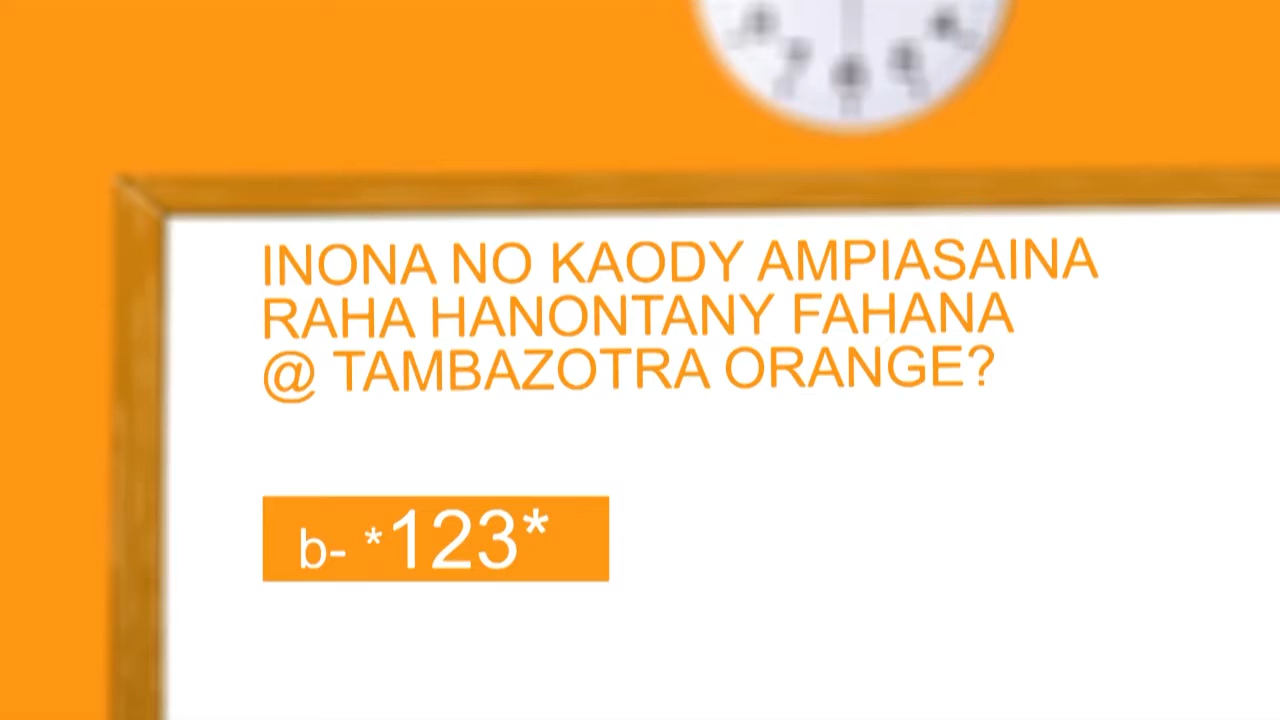 INONA NO KAODY AMPIASAINA
RAHA HANONTANY FAHANA
@ TAMBAZOTRA ORANGE?
b- *123*